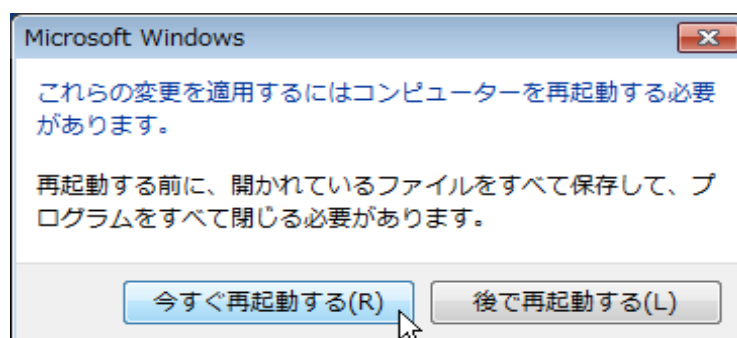 Microsoft Windows
これらの変更を適用するにはコンピューターを再起動する必要
があります。
再起動する前に、開かれているファイルをすべて保存して、プ
ログラムをすべて閉じる必要があります。
今すぐ再起動する(R)
後で再起動する(L)